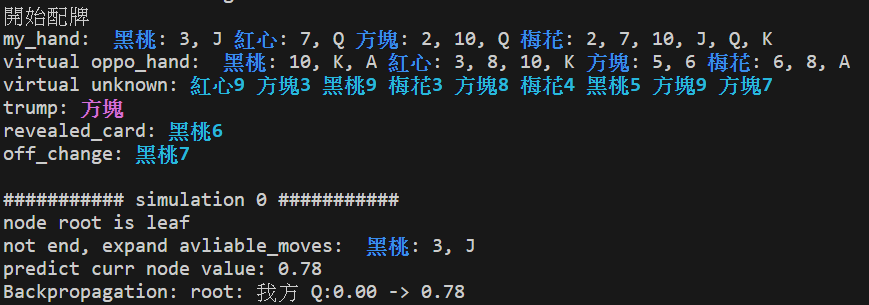 開始配牌
my_hand:  黑桃: 3, J 紅心: 7, Q 方塊: 2, 10, Q 梅花: 2, 7, 10, J, Q, K
virtual oppo_hand:  黑桃: 10, K, A 紅心: 3, 8, 10, K 方塊: 5, 6 梅花: 6, 8, A
virtual unknown: 紅心9 方塊3 黑桃9 梅花3 方塊8 梅花4 黑桃5 方塊9 方塊7
trump: 方塊
revealed_card: 黑桃6
off_change: 黑桃7
########### simulation 0 ###########
node root is leaf
not end, expand avliable_moves:  黑桃: 3, J
predict curr node value: 0.78
Backpropagation: root: 我方 Q:0.00 -> 0.78